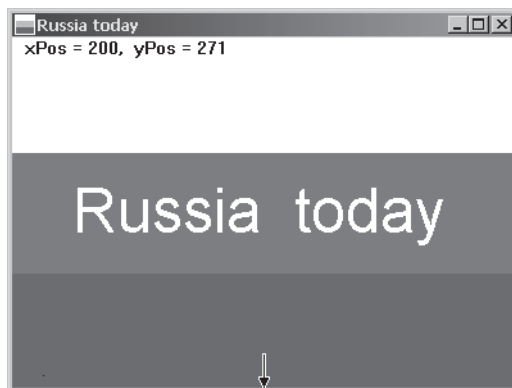 Russia today
xPos = 200, yPos = 271
Russia today